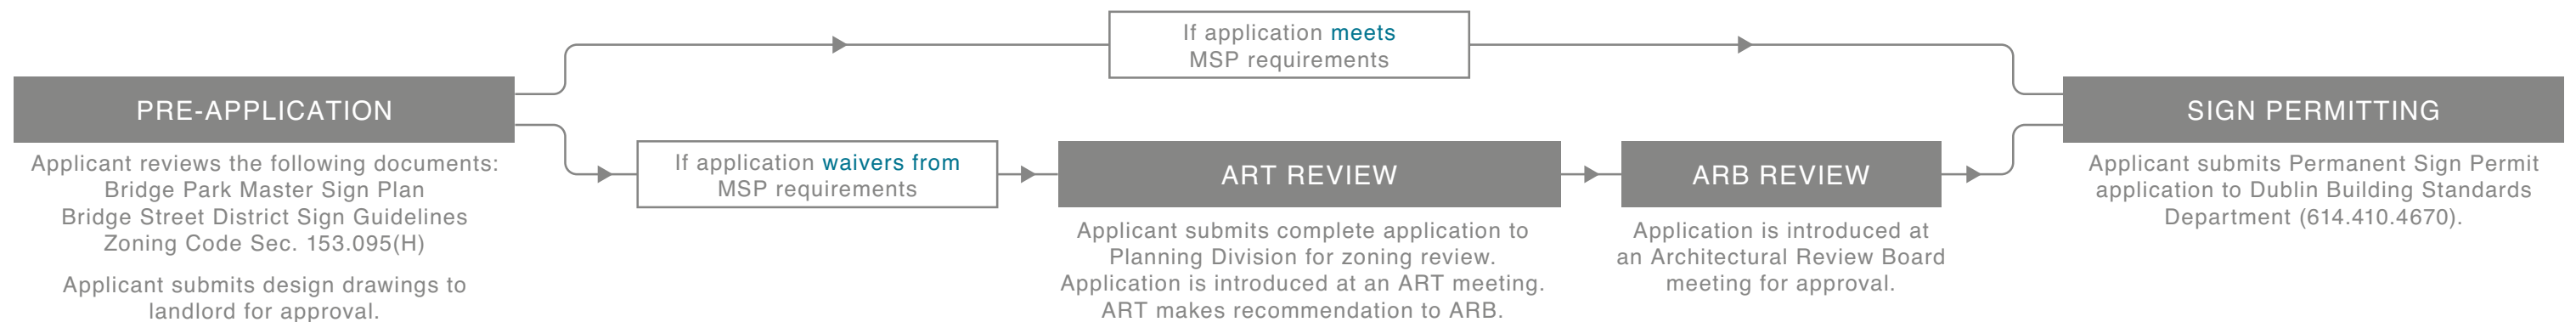 If application meets
MSP requirements
PRE-APPLICATION
Applicant reviews the following documents:
Bridge Park Master Sign Plan
Bridge Street District Sign Guidelines
Zoning Code Sec. 153.095(H)
Applicant submits design drawings to
landlord for approval.
If application waivers from
MSP requirements
ART REVIEW
Applicant submits complete application to
Planning Division for zoning review.
Application is introduced at an ART meeting.
ART makes recommendation to ARB.
ARB REVIEW
Application is introduced at
an Architectural Review Board
meeting for approval.
SIGN PERMITTING
Applicant submits Permanent Sign Permit
application to Dublin Building Standards
Department (614.410.4670).